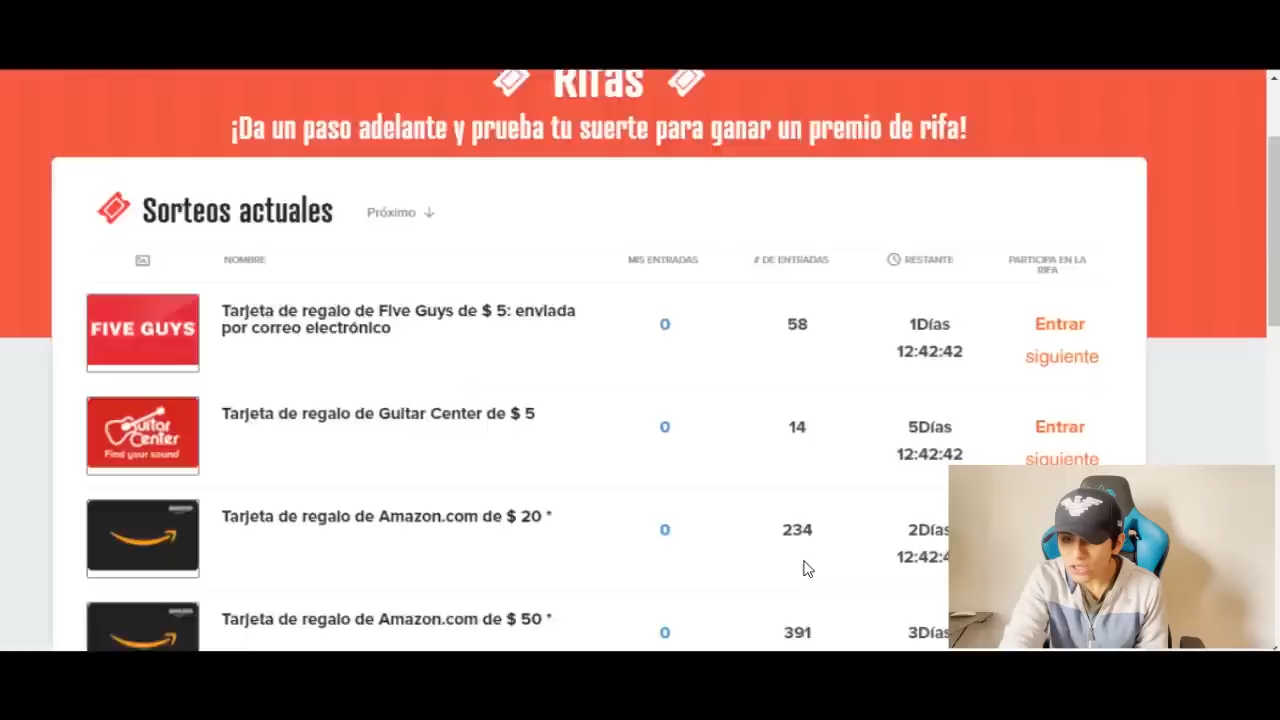 Rifas
¡Da un paso adelante y prueba tu suerte para ganar un premio de rifa!
Sorteos actuales Próximo
NOMBRE MIS ENTRADAS # DE ENTRADAS RESTANTE PARTICIPA EN LA
RIFA
FIVE GUYS
Tarjeta de regalo de Five Guys de $ 5: enviada
por correo electrónico
0 58 1Días Entrar
12:42:42 siguiente
Guitar
Center
Find your sound
Tarjeta de regalo de Guitar Center de $ 5
0 14 5Días Entrar
12:42:42 siguiente
Tarjeta de regalo de Amazon.com de $ 20 *
0 234 2Días
12:42:4
Tarjeta de regalo de Amazon.com de $ 50 *
0 391 3Días